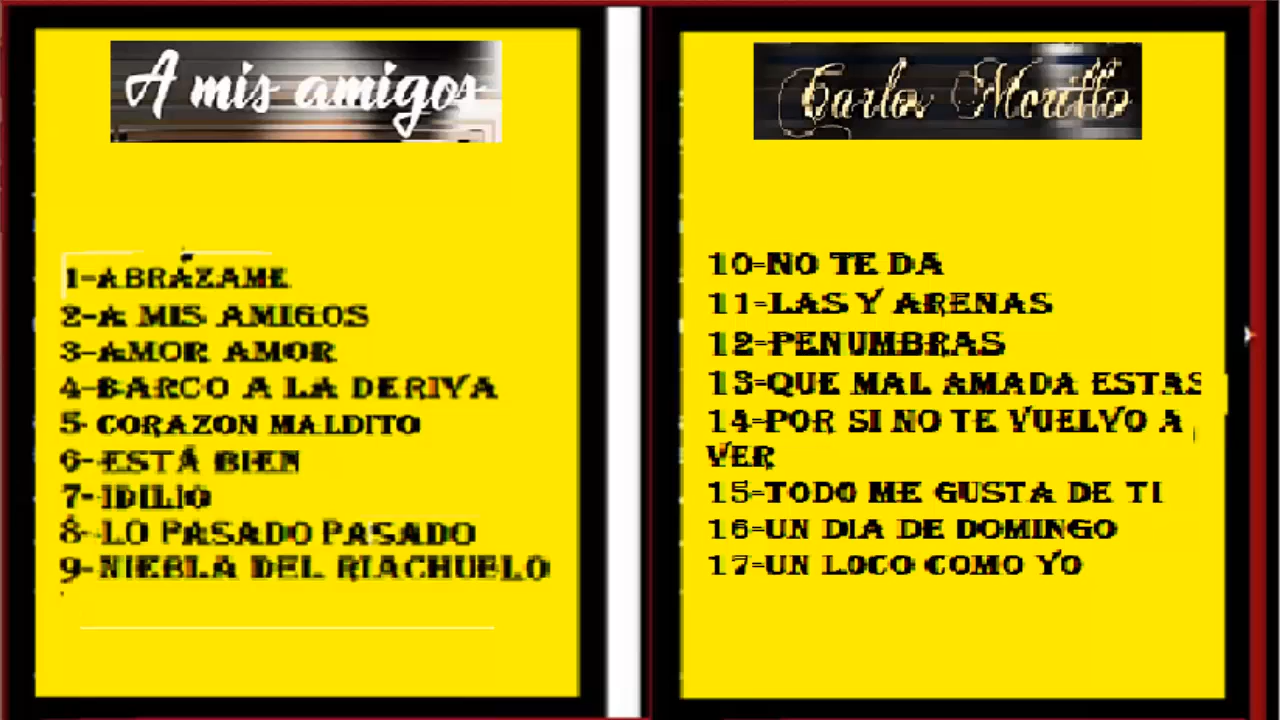 A mis amigos
1-ABRÁZAME
2-A MIS AMIGOS
3-AMOR AMOR
4-BARCO A LA DERIVA
5- CORAZON MALDITO
6-ESTÁ BIEN
7-IDILIO
8-LO PASADO PASADO
9-NIEBLA DEL RIACHUELO
Carlos Morillo
10-NO TE DA
11-LAS Y ARENAS
12-PENUMBRAS
13-QUE MAL AMADA ESTAS
14-POR SI NO TE VUELVO A
VER
15-TODO ME GUSTA DE TI
16-UN DIA DE DOMINGO
17-UN LOCO COMO YO